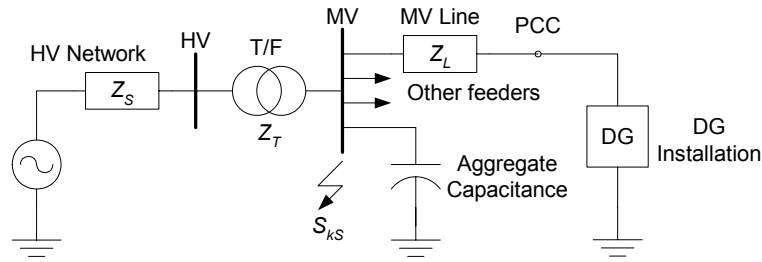 HV Network
Z_S
HV
T/F
Z_T
MV
MV Line
Z_L
PCC
Other feeders
Aggregate
Capacitance
S_kS
DG
DG
Installation